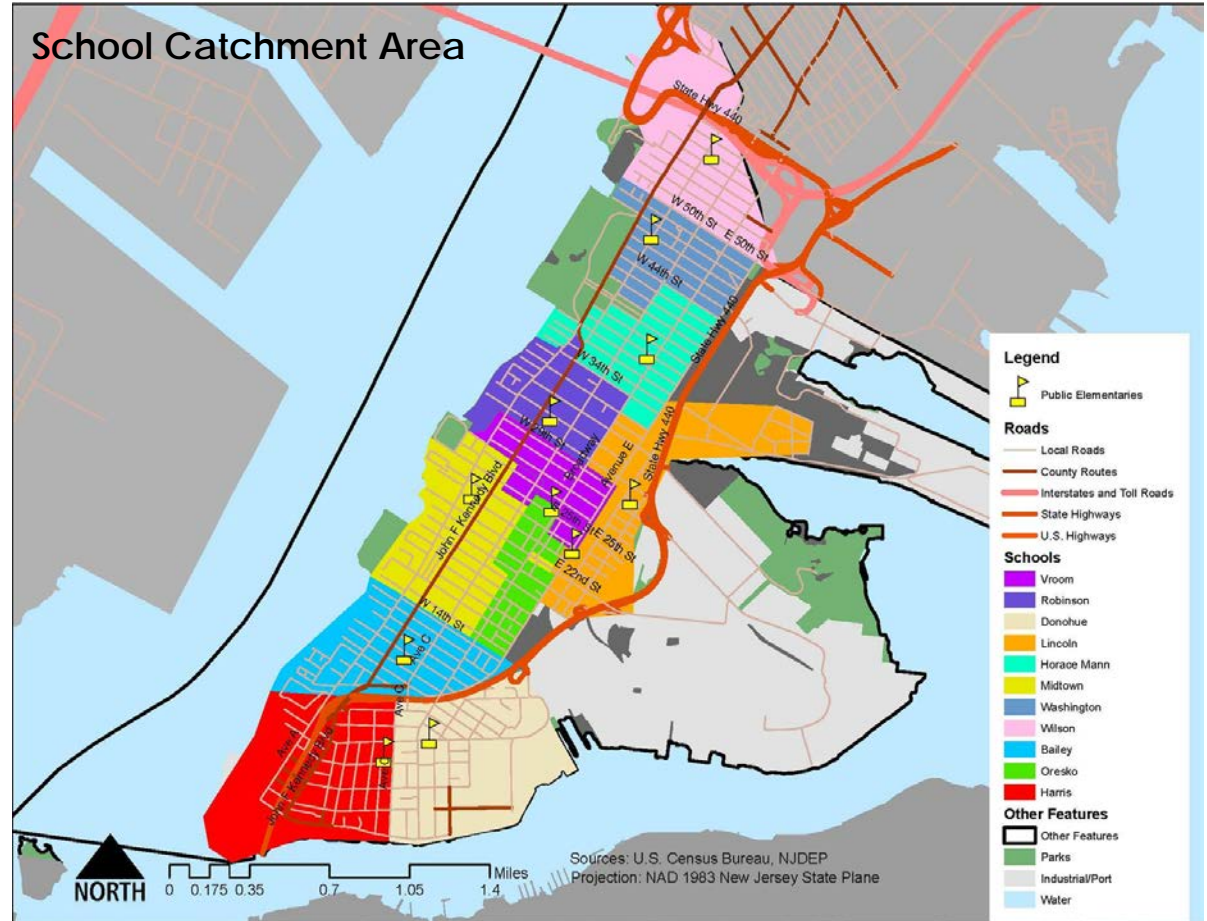 School Catchment Area
State Hwy 440
W 50th St
E 50th St
W 44th St
State Hwy 440
W 34th St
W 29th St
Broadway
Avenue E
State Hwy 440
John F Kennedy Blvd
E 25th St
E 22nd St
W 14th St
Ave C
Ave C
Ave A
John F Kennedy Blvd
Ave C
Legend
Public Elementaries
Roads
Local Roads
County Routes
Interstates and Toll Roads
State Highways
U.S. Highways
Schools
Vroom
Robinson
Donohue
Lincoln
Horace Mann
Midtown
Washington
Wilson
Bailey
Oresko
Harris
Other Features
Other Features
Parks
Industrial/Port
Water
NORTH
0 0.175 0.35 0.7 1.05 1.4
Miles
Sources: U.S. Census Bureau, NJDEP
Projection: NAD 1983 New Jersey State Plane